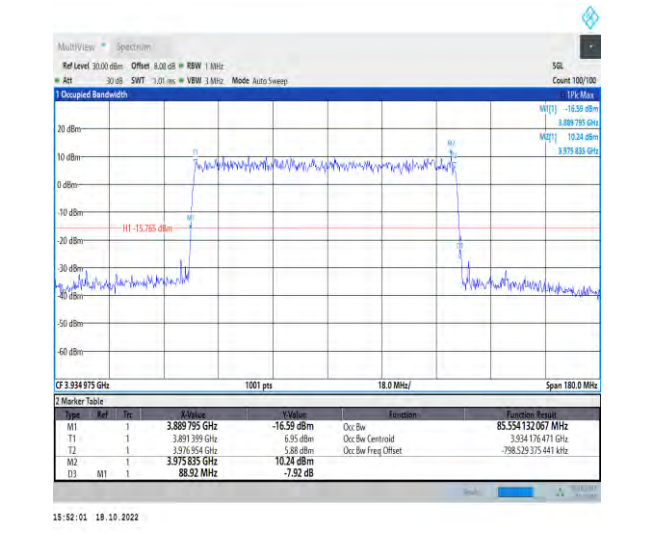 MultiView Spectrum
Ref Level 30.00 dBm Offset 8.00 dB RBW 1 MHz SGL
Att 30 dB SWT 1.01 ms VBW 3 MHz Mode Auto Sweep Count 100/100
1 Occupied Bandwidth 1Pk Max
M1[1] -16.59 dBm
3.889 795 GHz
M2[1] 10.24 dBm
3.975 835 GHz
20 dBm
10 dBm
0 dBm
-10 dBm
-20 dBm
-30 dBm
-40 dBm
-50 dBm
-60 dBm
T1
M2
T2
M1
H1 -15.765 dBm
D3
CF 3.934 975 GHz 1001 pts 18.0 MHz/ Span 180.0 MHz
2 Marker Table
Type Ref Trc X-Value Y-Value Function Function Result
M1 1 3.889 795 GHz -16.59 dBm Occ Bw 85.554 132 067 MHz
T1 1 3.891 399 GHz 6.95 dBm Occ Bw Centroid 3.934 176 471 GHz
T2 1 3.976 954 GHz 5.88 dBm Occ Bw Freq Offset -798.529 375 441 kHz
M2 1 3.975 835 GHz 10.24 dBm
D3 M1 1 88.92 MHz -7.92 dB
15:52:01 18.10.2022